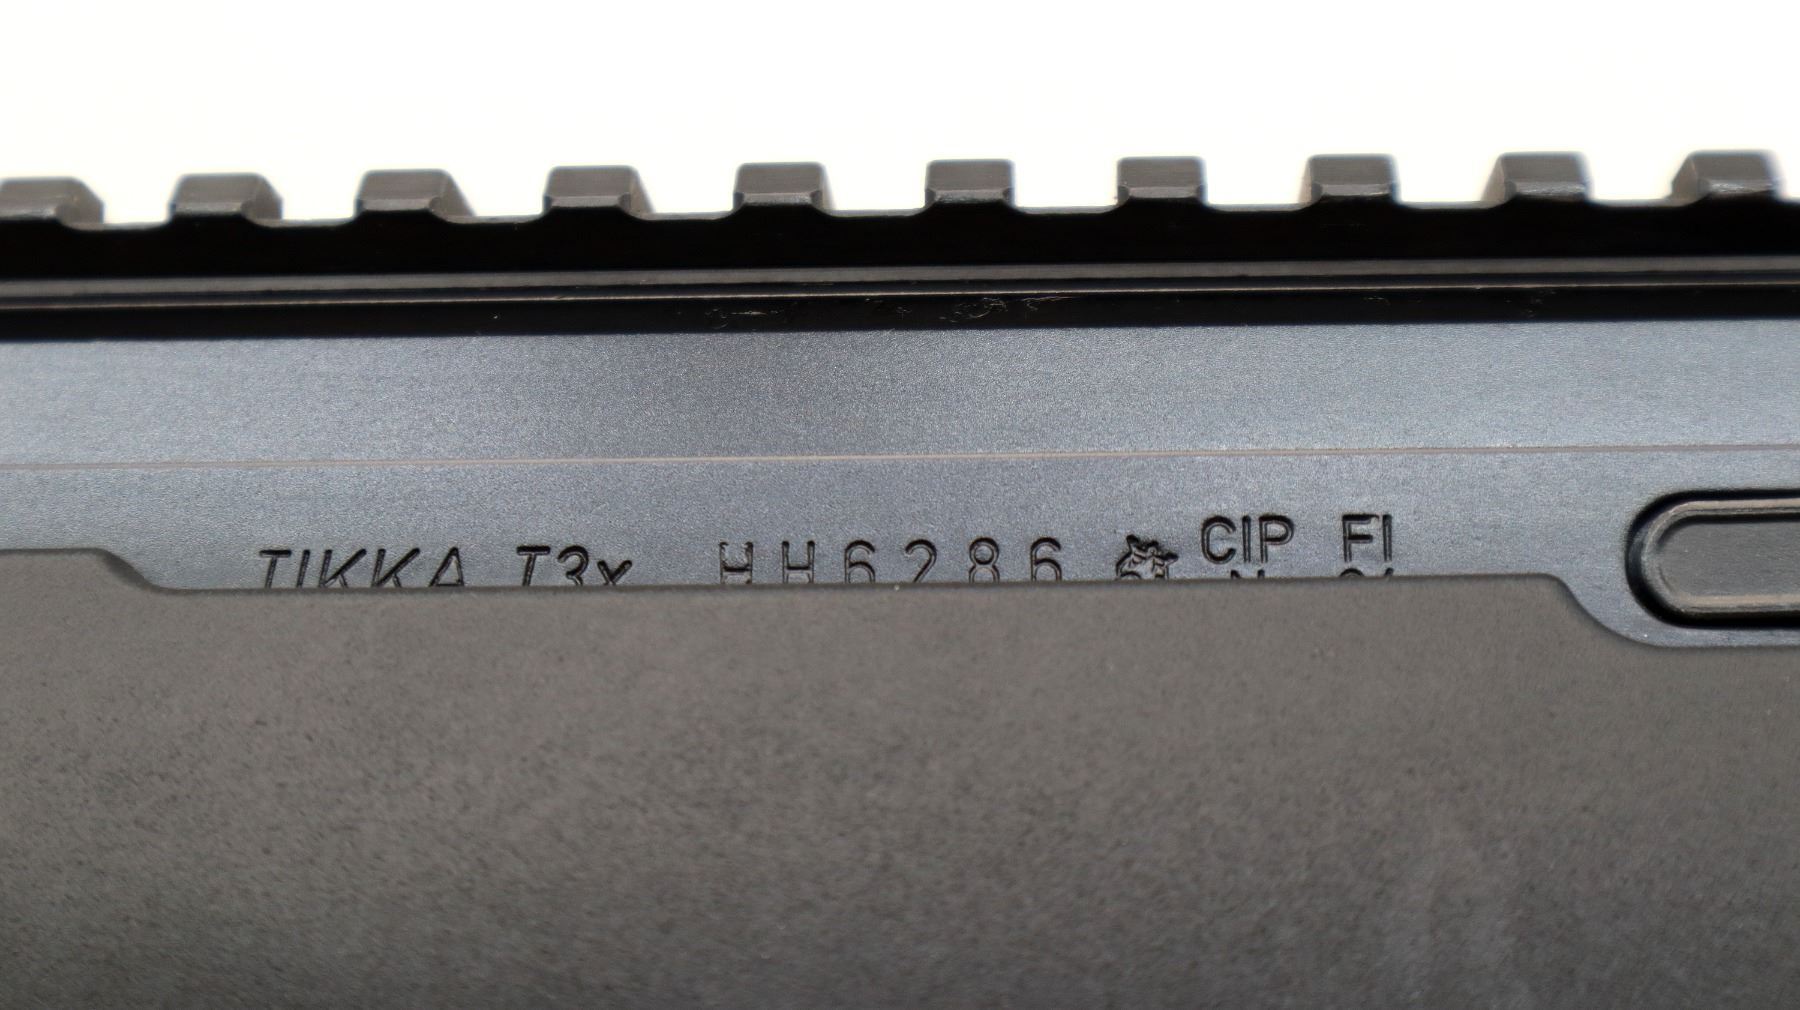 TIKKA T3x HH6286 CIP FI